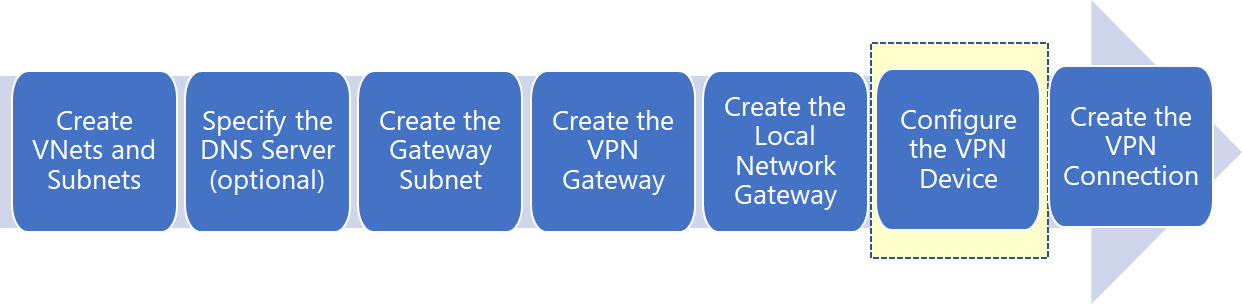 Create
VNets and
Subnets
Specify the
DNS Server
(optional)
Create the
Gateway
Subnet
Create the
VPN
Gateway
Create the
Local
Network
Gateway
Configure
the VPN
Device
Create the
VPN
Connection